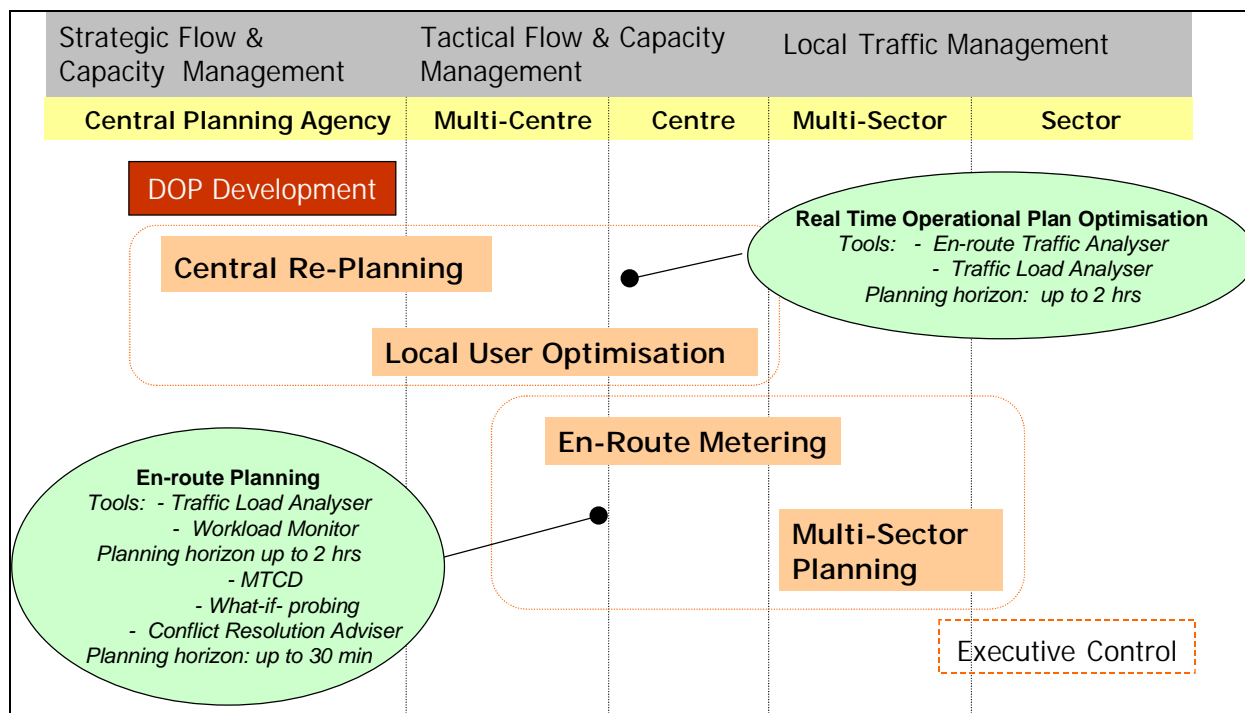 Strategic Flow &
Capacity Management
Tactical Flow & Capacity
Management
Local Traffic Management
Central Planning Agency
Multi-Centre
Centre
Multi-Sector
Sector
DOP Development
Real Time Operational Plan Optimisation
Tools: - En-route Traffic Analyser
- Traffic Load Analyser
Planning horizon: up to 2 hrs
Central Re-Planning
Local User Optimisation
En-Route Metering
En-route Planning
Tools: - Traffic Load Analyser
- Workload Monitor
Planning horizon up to 2 hrs
- MTCD
- What-if- probing
- Conflict Resolution Adviser
Planning horizon: up to 30 min
Multi-Sector
Planning
Executive Control